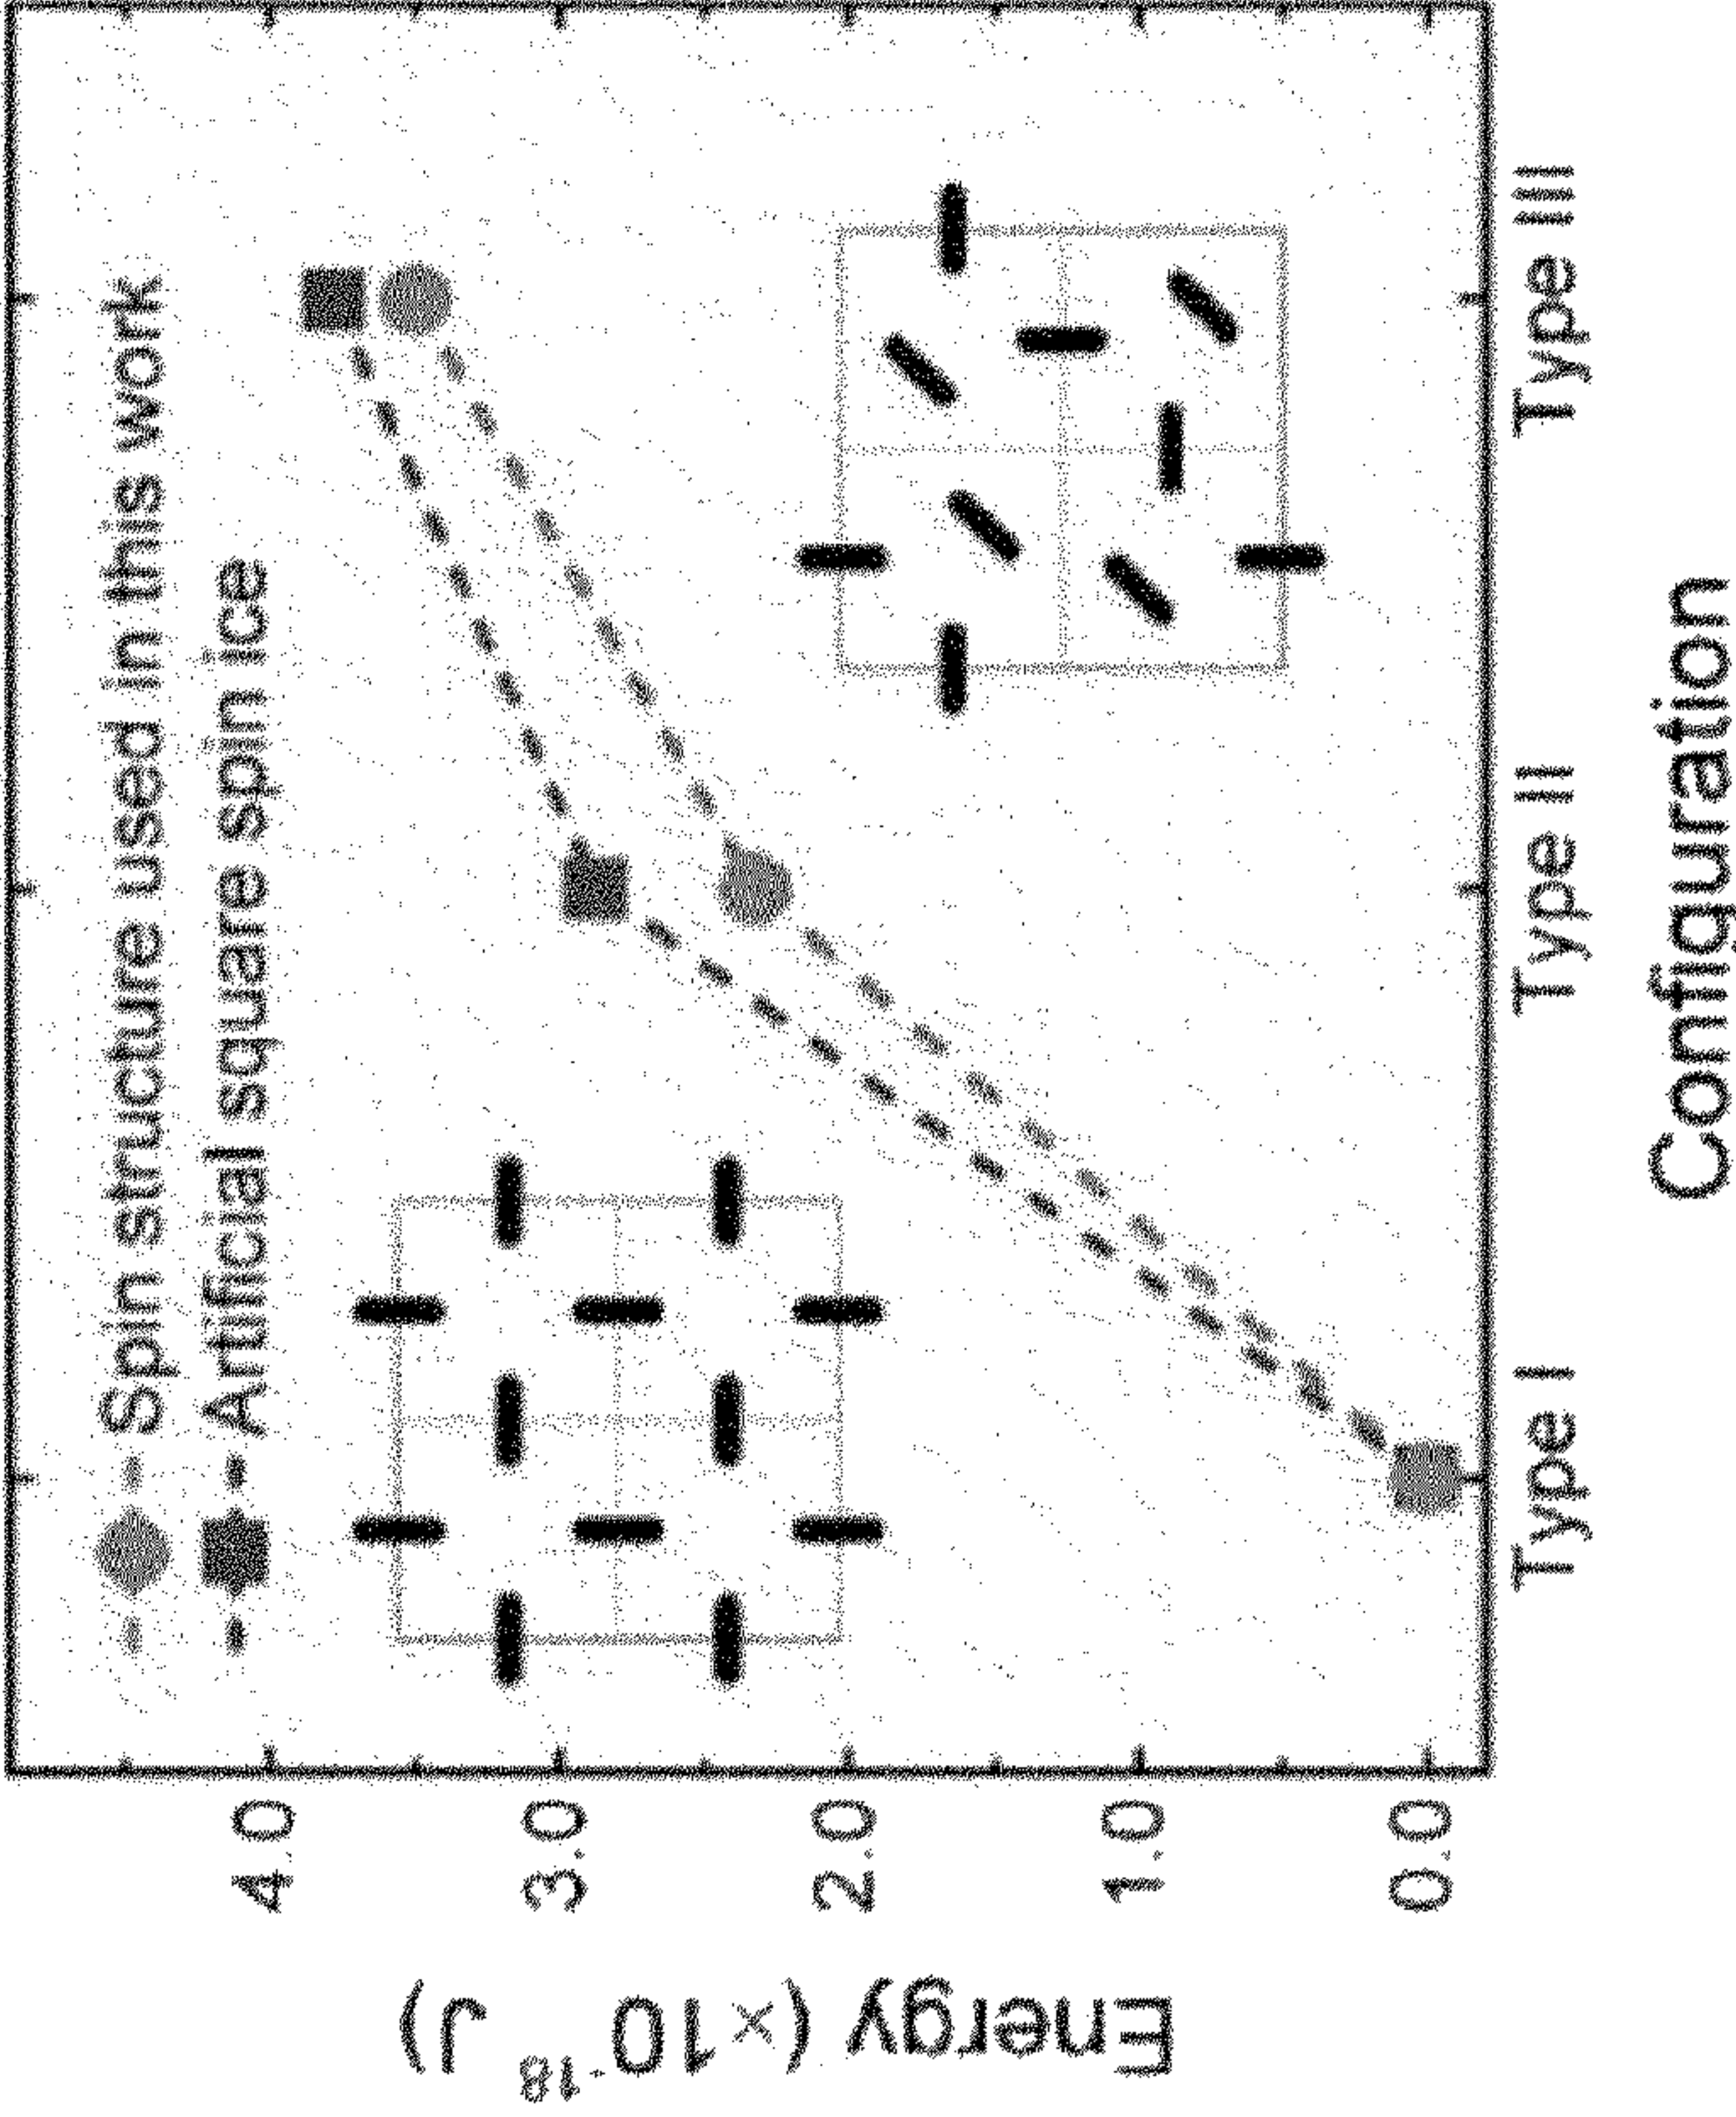 Spin structure used in this work
Artificial square spin ice
4.0
3.0
2.0
1.0
0.0
Energy (×10⁻¹⁸ J)
Type I
Type II
Type III
Configuration